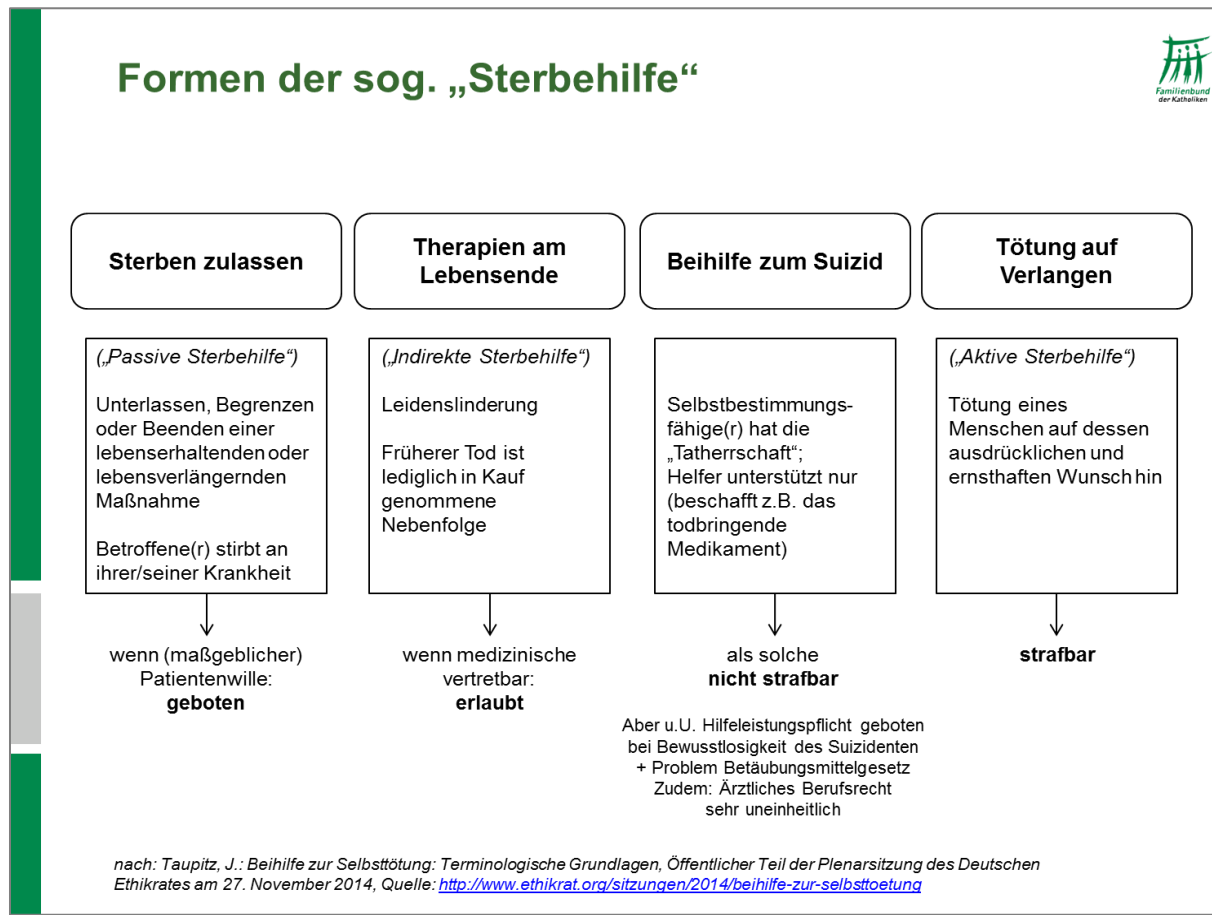 Formen der sog. „Sterbehilfe“
Familienbund
der Katholiken
Sterben zulassen
(„Passive Sterbehilfe“)
Unterlassen, Begrenzen
oder Beenden einer
lebenserhaltenden oder
lebensverlängernden
Maßnahme
Betroffene(r) stirbt an
ihrer/seiner Krankheit
wenn (maßgeblicher)
Patientenwille:
geboten
Therapien am
Lebensende
(„Indirekte Sterbehilfe“)
Leidenslinderung
Früherer Tod ist
lediglich in Kauf
genommene
Nebenfolge
wenn medizinische
vertretbar:
erlaubt
Beihilfe zum Suizid
Selbstbestimmungs-
fähige(r) hat die
„Tatherrschaft“;
Helfer unterstützt nur
(beschafft z.B. das
todbringende
Medikament)
als solche
nicht strafbar
Aber u.U. Hilfeleistungspflicht geboten
bei Bewusstlosigkeit des Suizidenten
+ Problem Betäubungsmittelgesetz
Zudem: Ärztliches Berufsrecht
sehr uneinheitlich
Tötung auf
Verlangen
(„Aktive Sterbehilfe“)
Tötung eines
Menschen auf dessen
ausdrücklichen und
ernsthaften Wunsch hin
strafbar
nach: Taupitz, J.: Beihilfe zur Selbsttötung: Terminologische Grundlagen, Öffentlicher Teil der Plenarsitzung des Deutschen
Ethikrates am 27. November 2014, Quelle: http://www.ethikrat.org/sitzungen/2014/beihilfe-zur-selbsttoetung